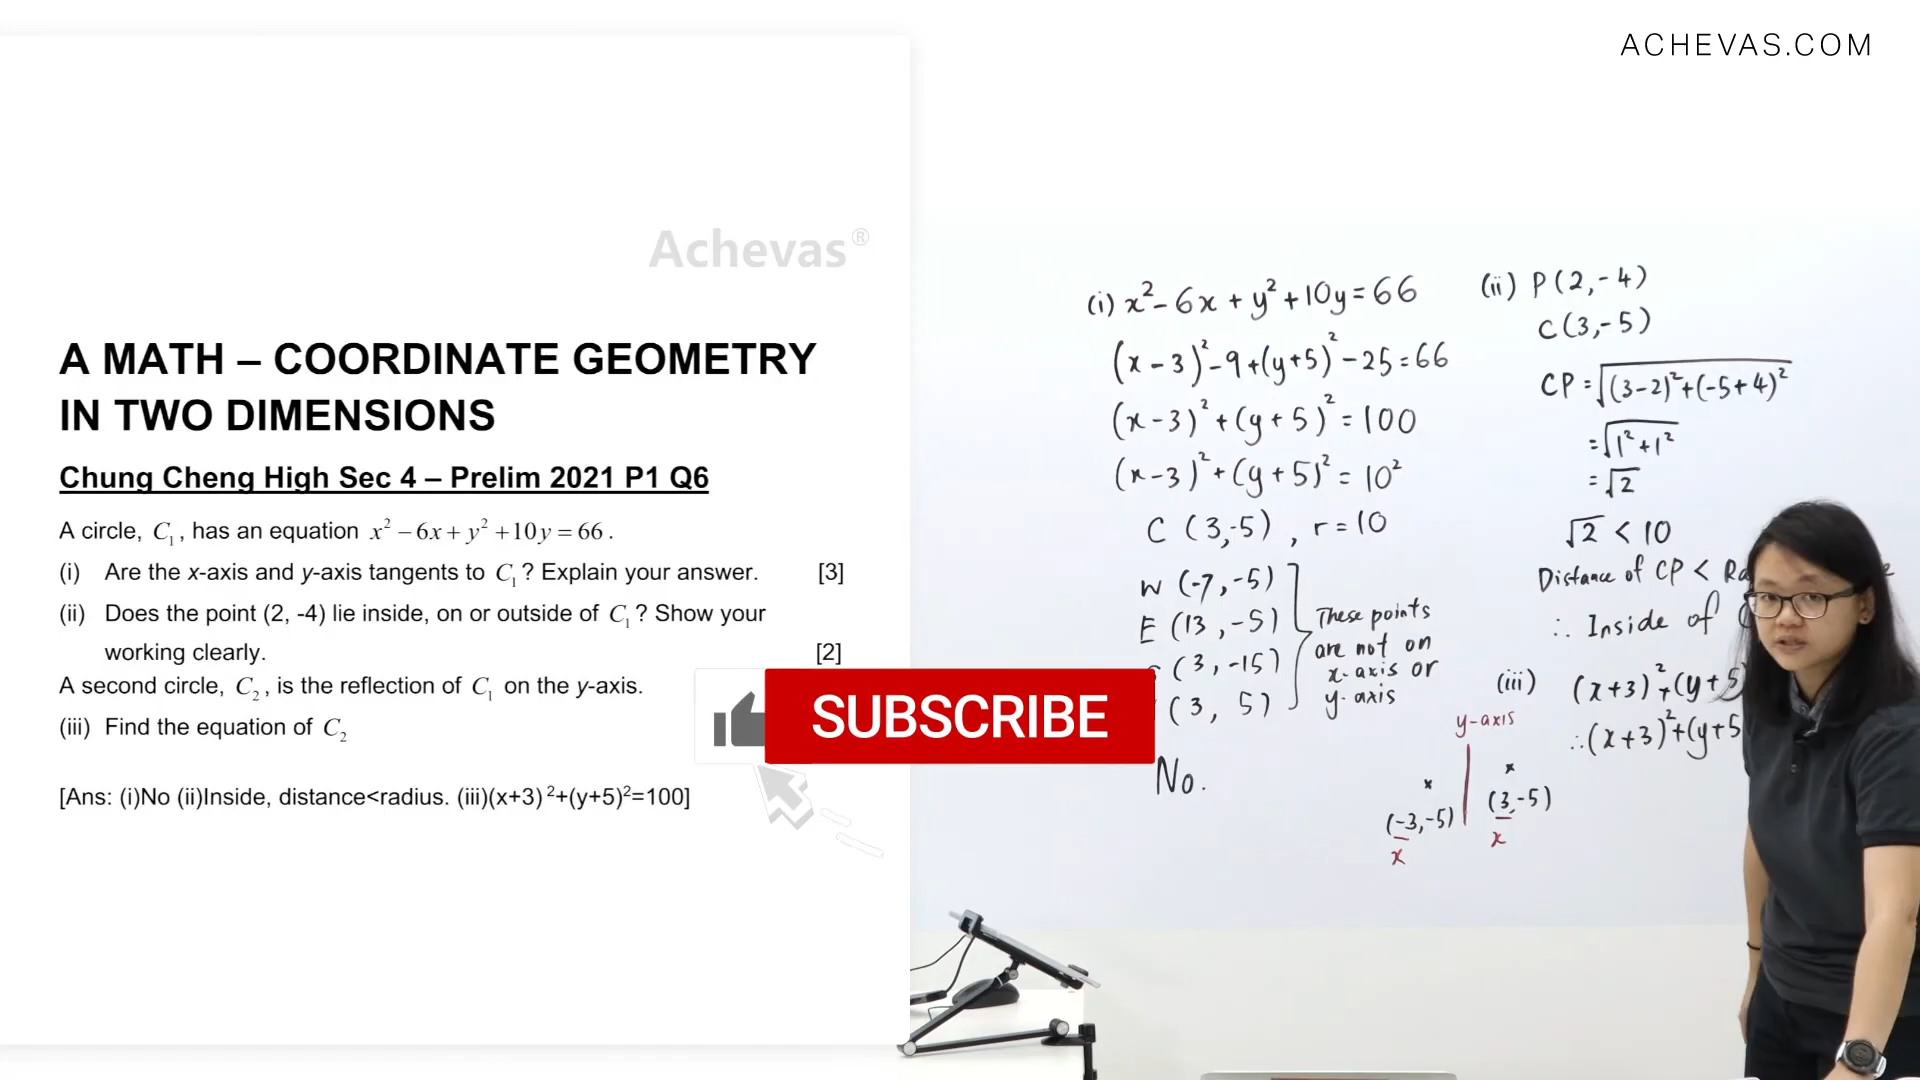 ACHEVAS.COM
Achevas®
A MATH – COORDINATE GEOMETRY
IN TWO DIMENSIONS
Chung Cheng High Sec 4 – Prelim 2021 P1 Q6
A circle, C₁, has an equation x² − 6x + y² + 10y = 66.
(i) Are the x-axis and y-axis tangents to C₁? Explain your answer. [3]
(ii) Does the point (2, -4) lie inside, on or outside of C₁? Show your
working clearly. [2]
A second circle, C₂, is the reflection of C₁ on the y-axis.
(iii) Find the equation of C₂
[Ans: (i)No (ii)Inside, distance<radius. (iii)(x+3)²+(y+5)²=100]
SUBSCRIBE
(i) x² − 6x + y² + 10y = 66
(x − 3)² − 9 + (y+5)² − 25 = 66
(x − 3)² + (y + 5)² = 100
(x − 3)² + (y + 5)² = 10²
C (3,-5), r = 10
W (-7, -5)
E (13, -5)
(3, -15)
(3, 5)
These points
are not on
x-axis or
y-axis
No.
(ii) P(2, -4)
C(3, -5)
CP = √(3−2)² + (−5+4)²
= √1² + 1²
= √2
√2 < 10
Distance of CP <
∴ Inside of
(iii) (x+3)² + (y+5)
∴ (x+3)² + (y+5
y-axis
(-3, -5)
x
(3, -5)
x